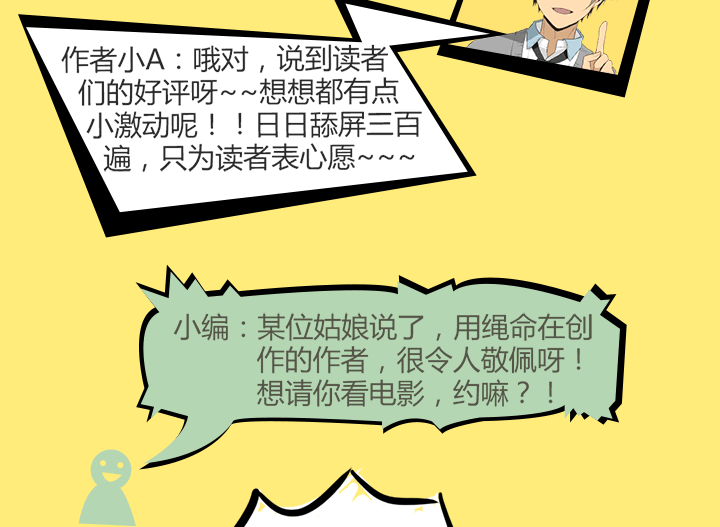 作者小A：哦对，说到读者
们的好评呀~~想想都有点
小激动呢！！日日舔屏三百
遍，只为读者表心愿~~~
小编：某位姑娘说了，用绳命在创
作的作者，很令人敬佩呀！
想请你看电影，约嘛？！